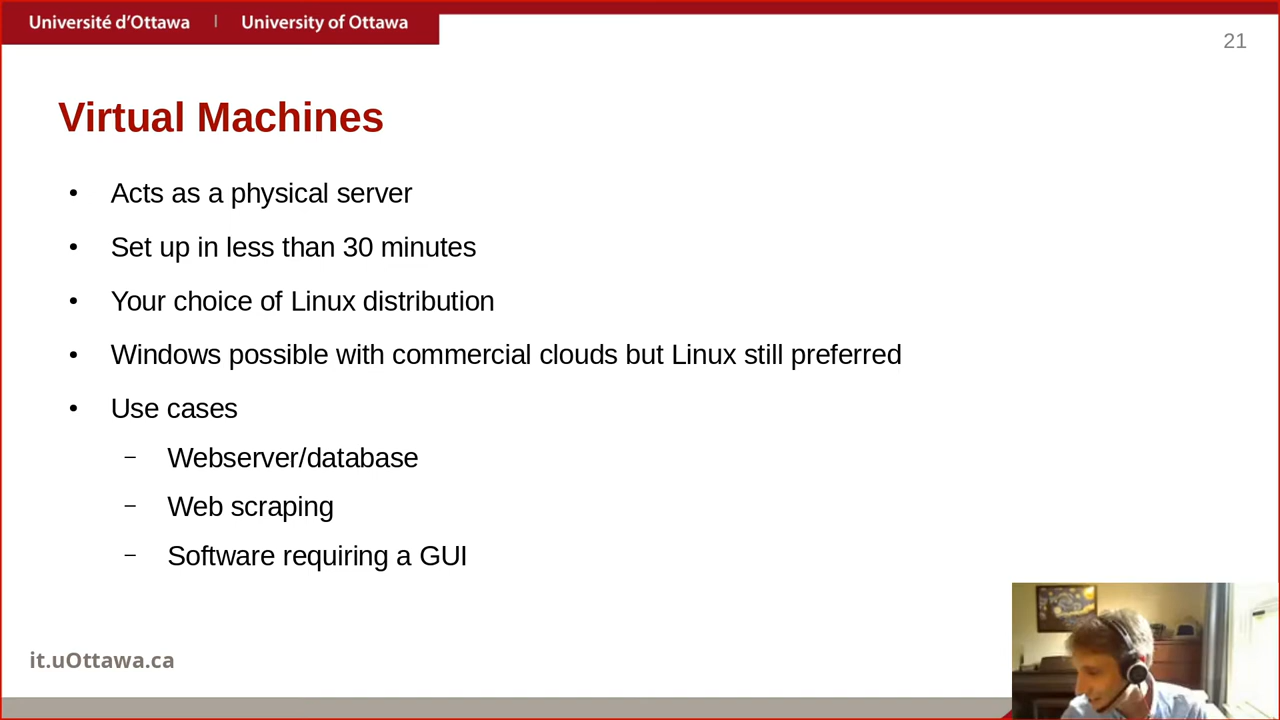 Université d'Ottawa | University of Ottawa
21
Virtual Machines
• Acts as a physical server
• Set up in less than 30 minutes
• Your choice of Linux distribution
• Windows possible with commercial clouds but Linux still preferred
• Use cases
– Webserver/database
– Web scraping
– Software requiring a GUI
it.uOttawa.ca